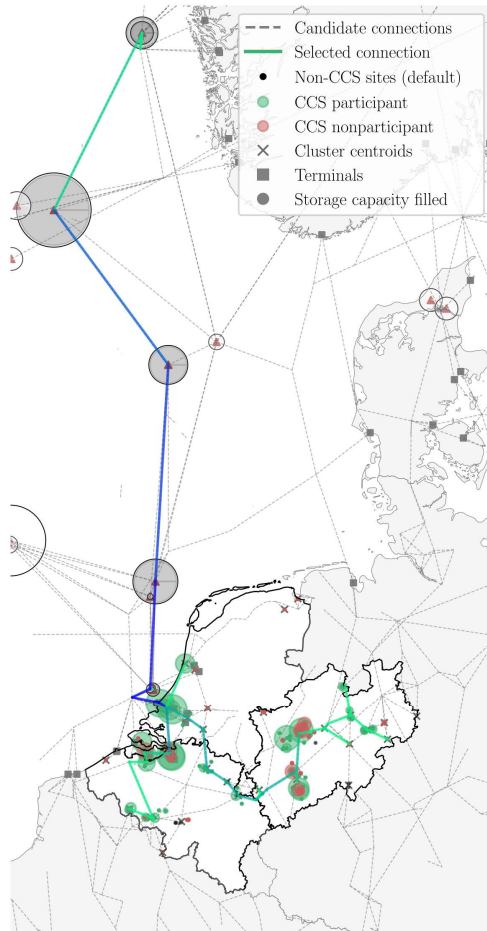 Candidate connections
Selected connection
Non-CCS sites (default)
CCS participant
CCS nonparticipant
Cluster centroids
Terminals
Storage capacity filled